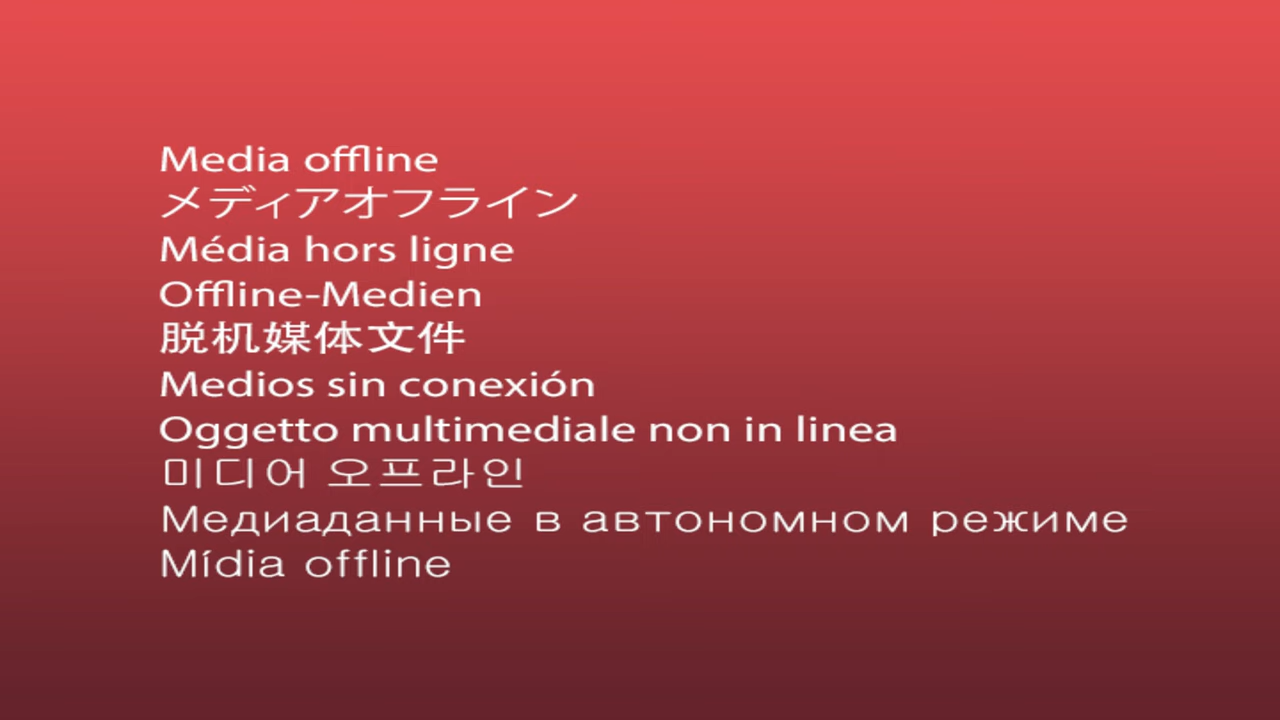 Media offline
メディアオフライン
Média hors ligne
Offline-Medien
脱机媒体文件
Medios sin conexión
Oggetto multimediale non in linea
미디어 오프라인
Медиаданные в автономном режиме
Mídia offline